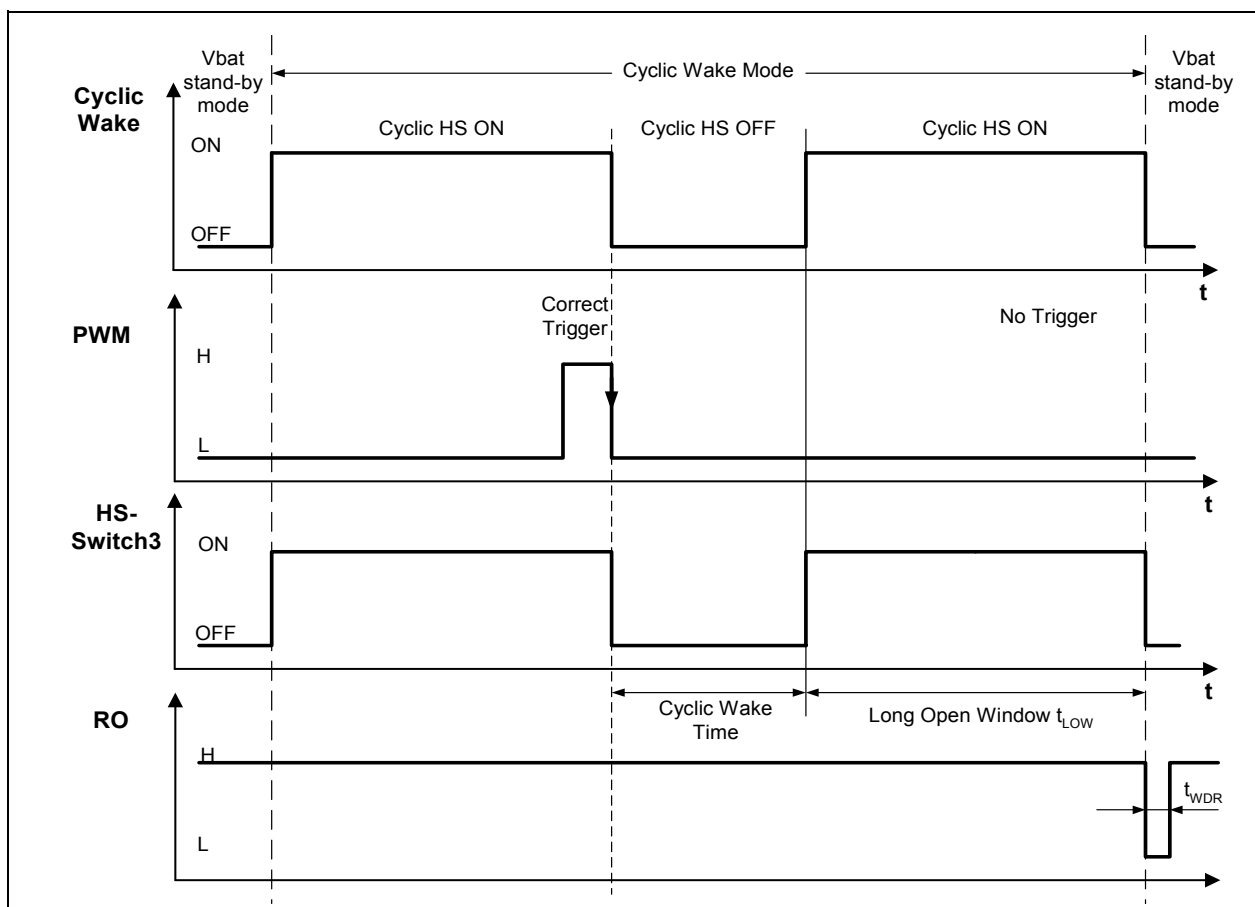 Vbat
stand-by
mode
Cyclic Wake Mode
Vbat
stand-by
mode
Cyclic
Wake
Cyclic HS ON
Cyclic HS OFF
Cyclic HS ON
ON
OFF
t
PWM
Correct
Trigger
No Trigger
H
L
t
HS-
Switch3
ON
OFF
t
RO
Cyclic Wake
Time
Long Open Window tLOW
H
tWDR
L